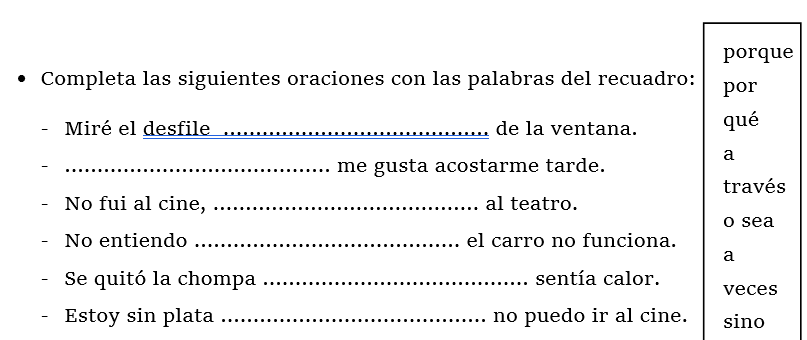 • Completa las siguientes oraciones con las palabras del recuadro:
- Miré el desfile ......................................... de la ventana.
- ......................................... me gusta acostarme tarde.
- No fui al cine, ......................................... al teatro.
- No entiendo ......................................... el carro no funciona.
- Se quitó la chompa ......................................... sentía calor.
- Estoy sin plata ......................................... no puedo ir al cine.
porque
por
qué
a
través
o sea
a
veces
sino